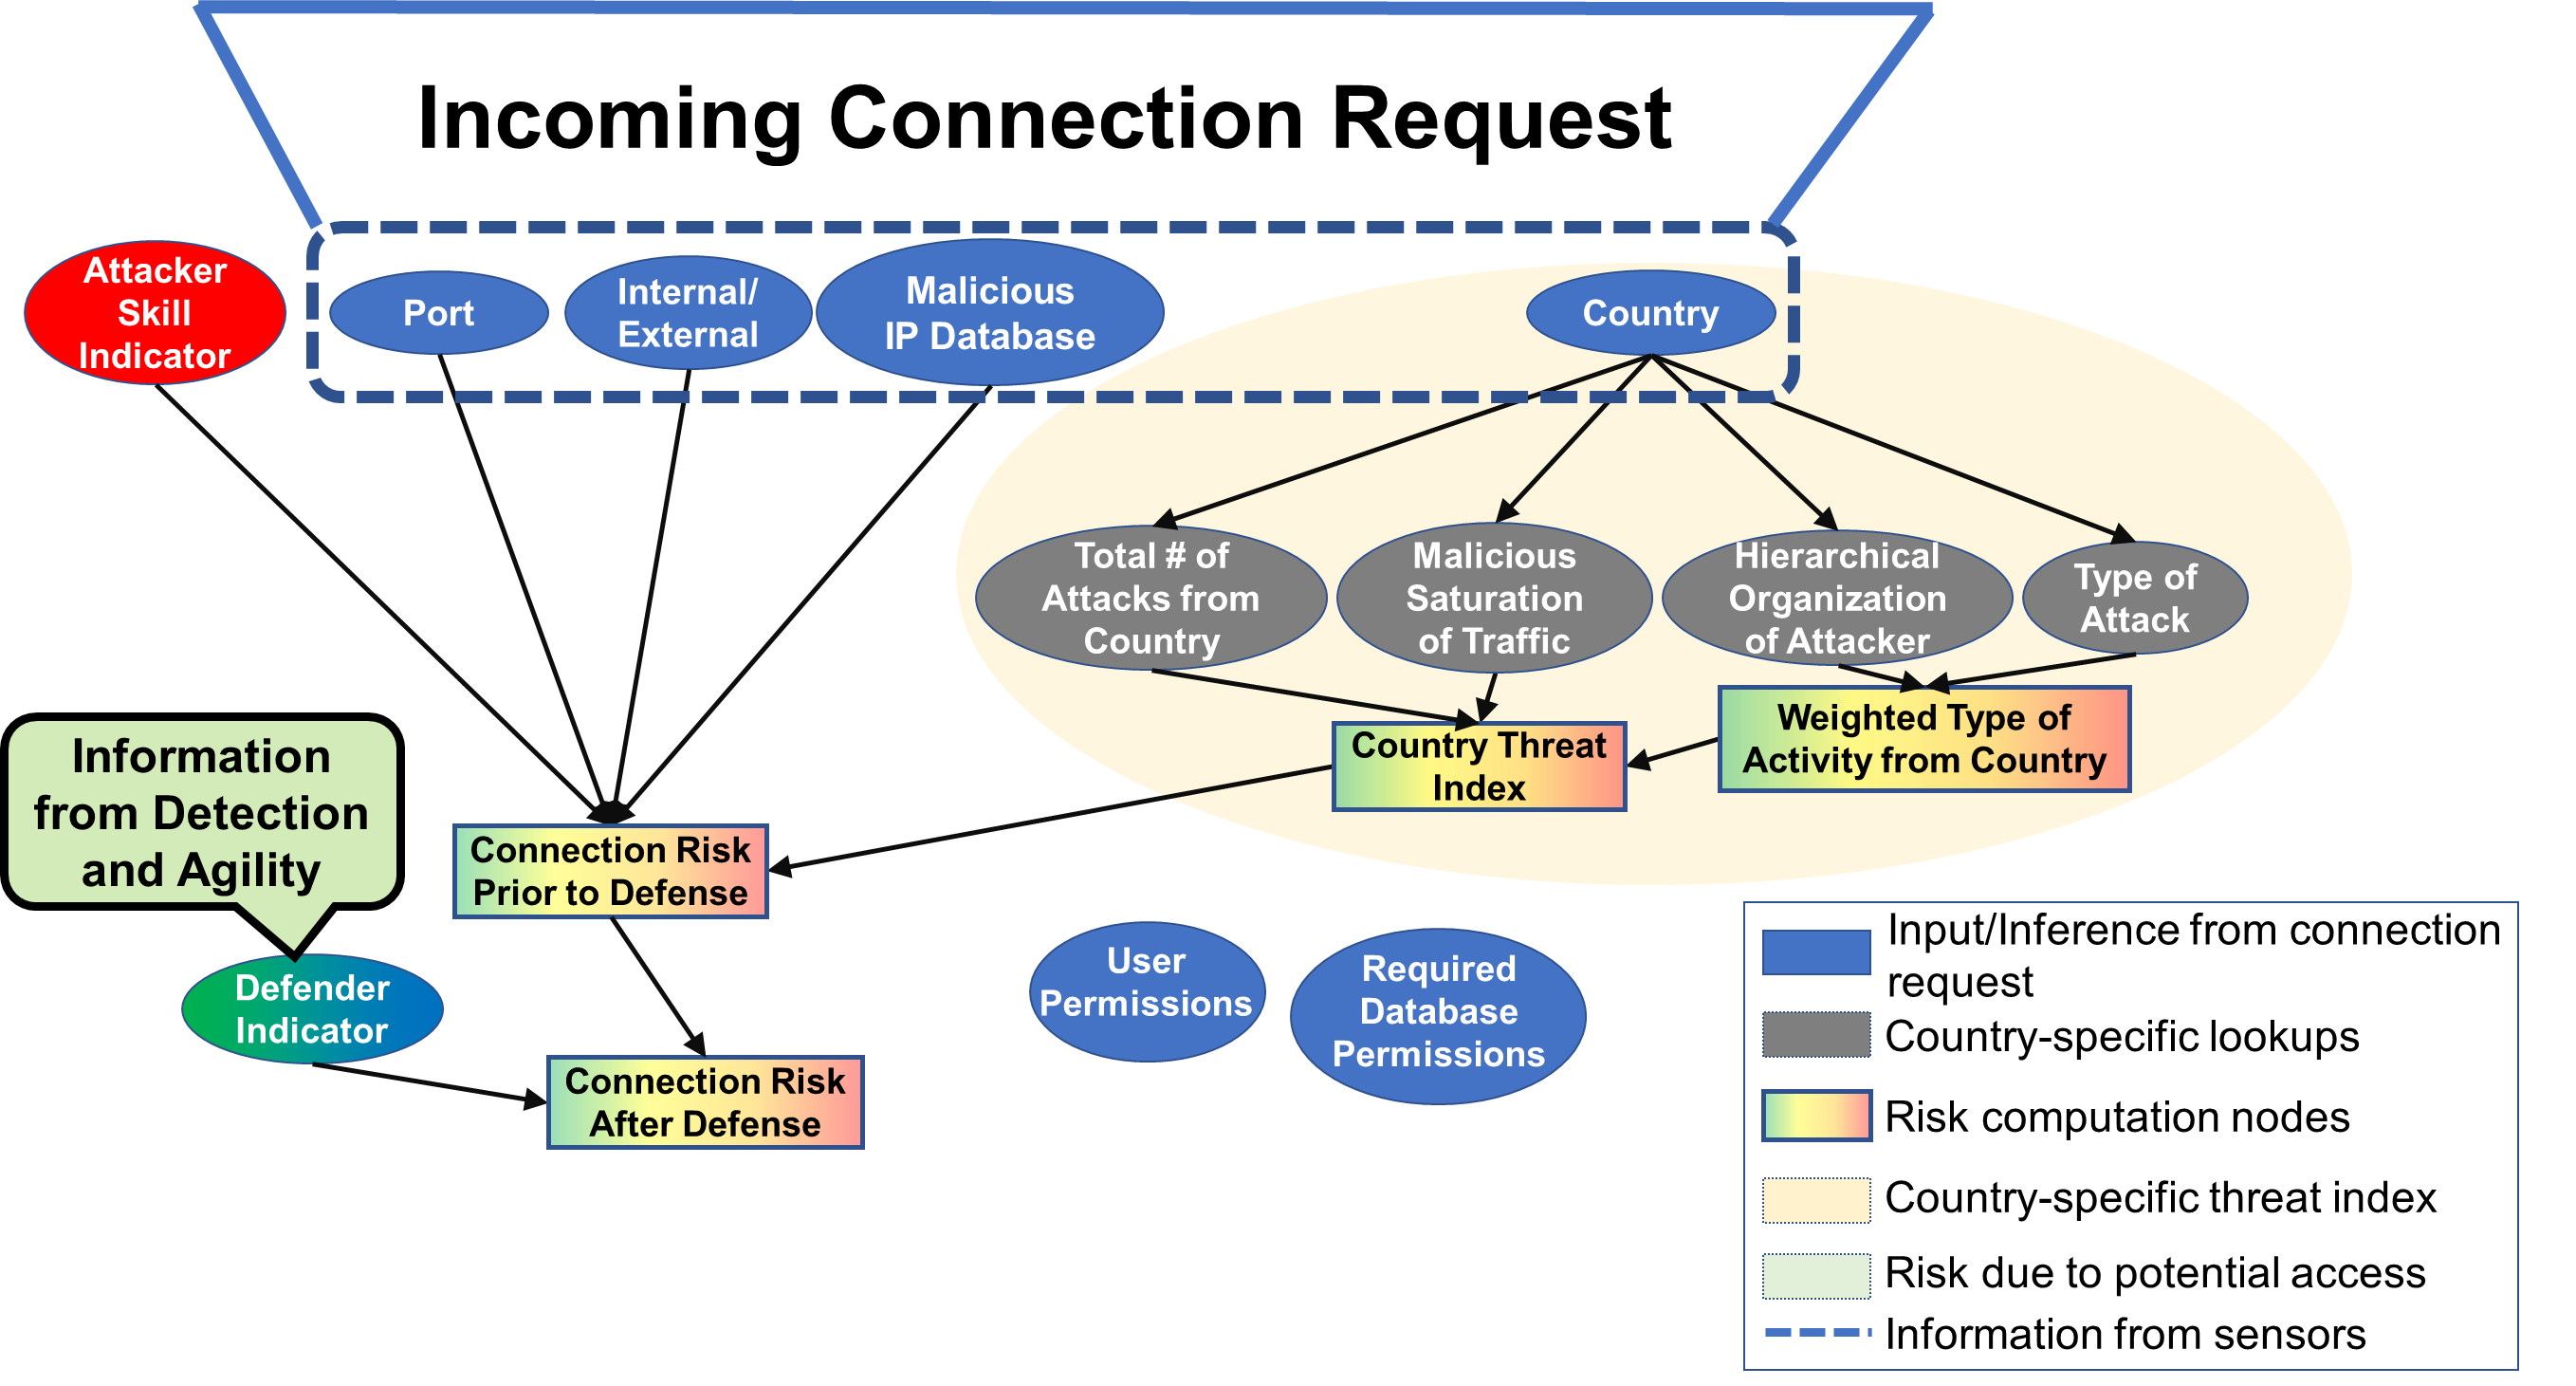 Incoming Connection Request
Attacker
Skill
Indicator
Port
Internal/
External
Malicious
IP Database
Country
Total # of
Attacks from
Country
Malicious
Saturation
of Traffic
Hierarchical
Organization
of Attacker
Type of
Attack
Weighted Type of
Activity from Country
Country Threat
Index
Information
from Detection
and Agility
Connection Risk
Prior to Defense
Defender
Indicator
Connection Risk
After Defense
User
Permissions
Required
Database
Permissions
Input/Inference from connection
request
Country-specific lookups
Risk computation nodes
Country-specific threat index
Risk due to potential access
Information from sensors